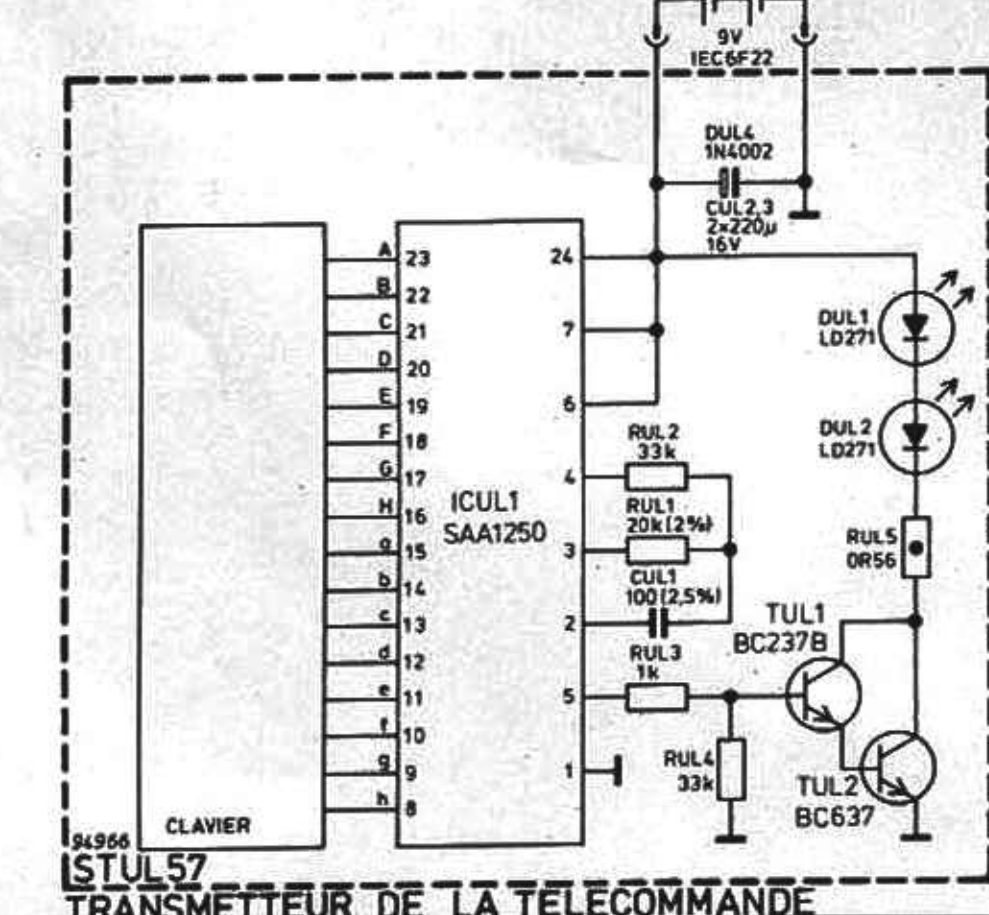 9V
IEC6F22
DUL4
1N4002
CUL2,3
2×220µ
16V
A 23
B 22
C 21
D 20
E 19
F 18
G 17
H 16
a 15
b 14
c 13
d 12
e 11
f 10
g 9
h 8
CLAVIER
ICUL1
SAA1250
24
7
6
4
3
2
5
1
RUL2
33k
RUL1
20k(2%)
CUL1
100(2,5%)
RUL3
1k
RUL4
33k
DUL1
LD271
DUL2
LD271
RUL5
0R56
TUL1
BC237B
TUL2
BC637
94966
STUL57
TRANSMETTEUR DE LA TELECOMMANDE